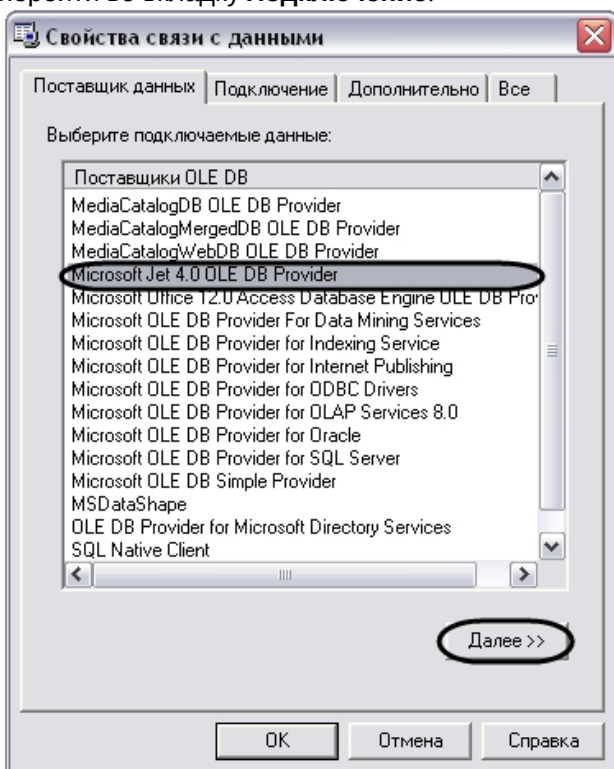 перейти во вкладку Подключение.
Свойства связи с данными
Поставщик данных Подключение Дополнительно Все
Выберите подключаемые данные:
Поставщики OLE DB
MediaCatalogDB OLE DB Provider
MediaCatalogMergedDB OLE DB Provider
MediaCatalogWebDB OLE DB Provider
Microsoft Jet 4.0 OLE DB Provider
Microsoft Office 12.0 Access Database Engine OLE DB Pro
Microsoft OLE DB Provider For Data Mining Services
Microsoft OLE DB Provider for Indexing Service
Microsoft OLE DB Provider for Internet Publishing
Microsoft OLE DB Provider for ODBC Drivers
Microsoft OLE DB Provider for OLAP Services 8.0
Microsoft OLE DB Provider for Oracle
Microsoft OLE DB Provider for SQL Server
Microsoft OLE DB Simple Provider
MSDataShape
OLE DB Provider for Microsoft Directory Services
SQL Native Client
Далее >>
OK Отмена Справка